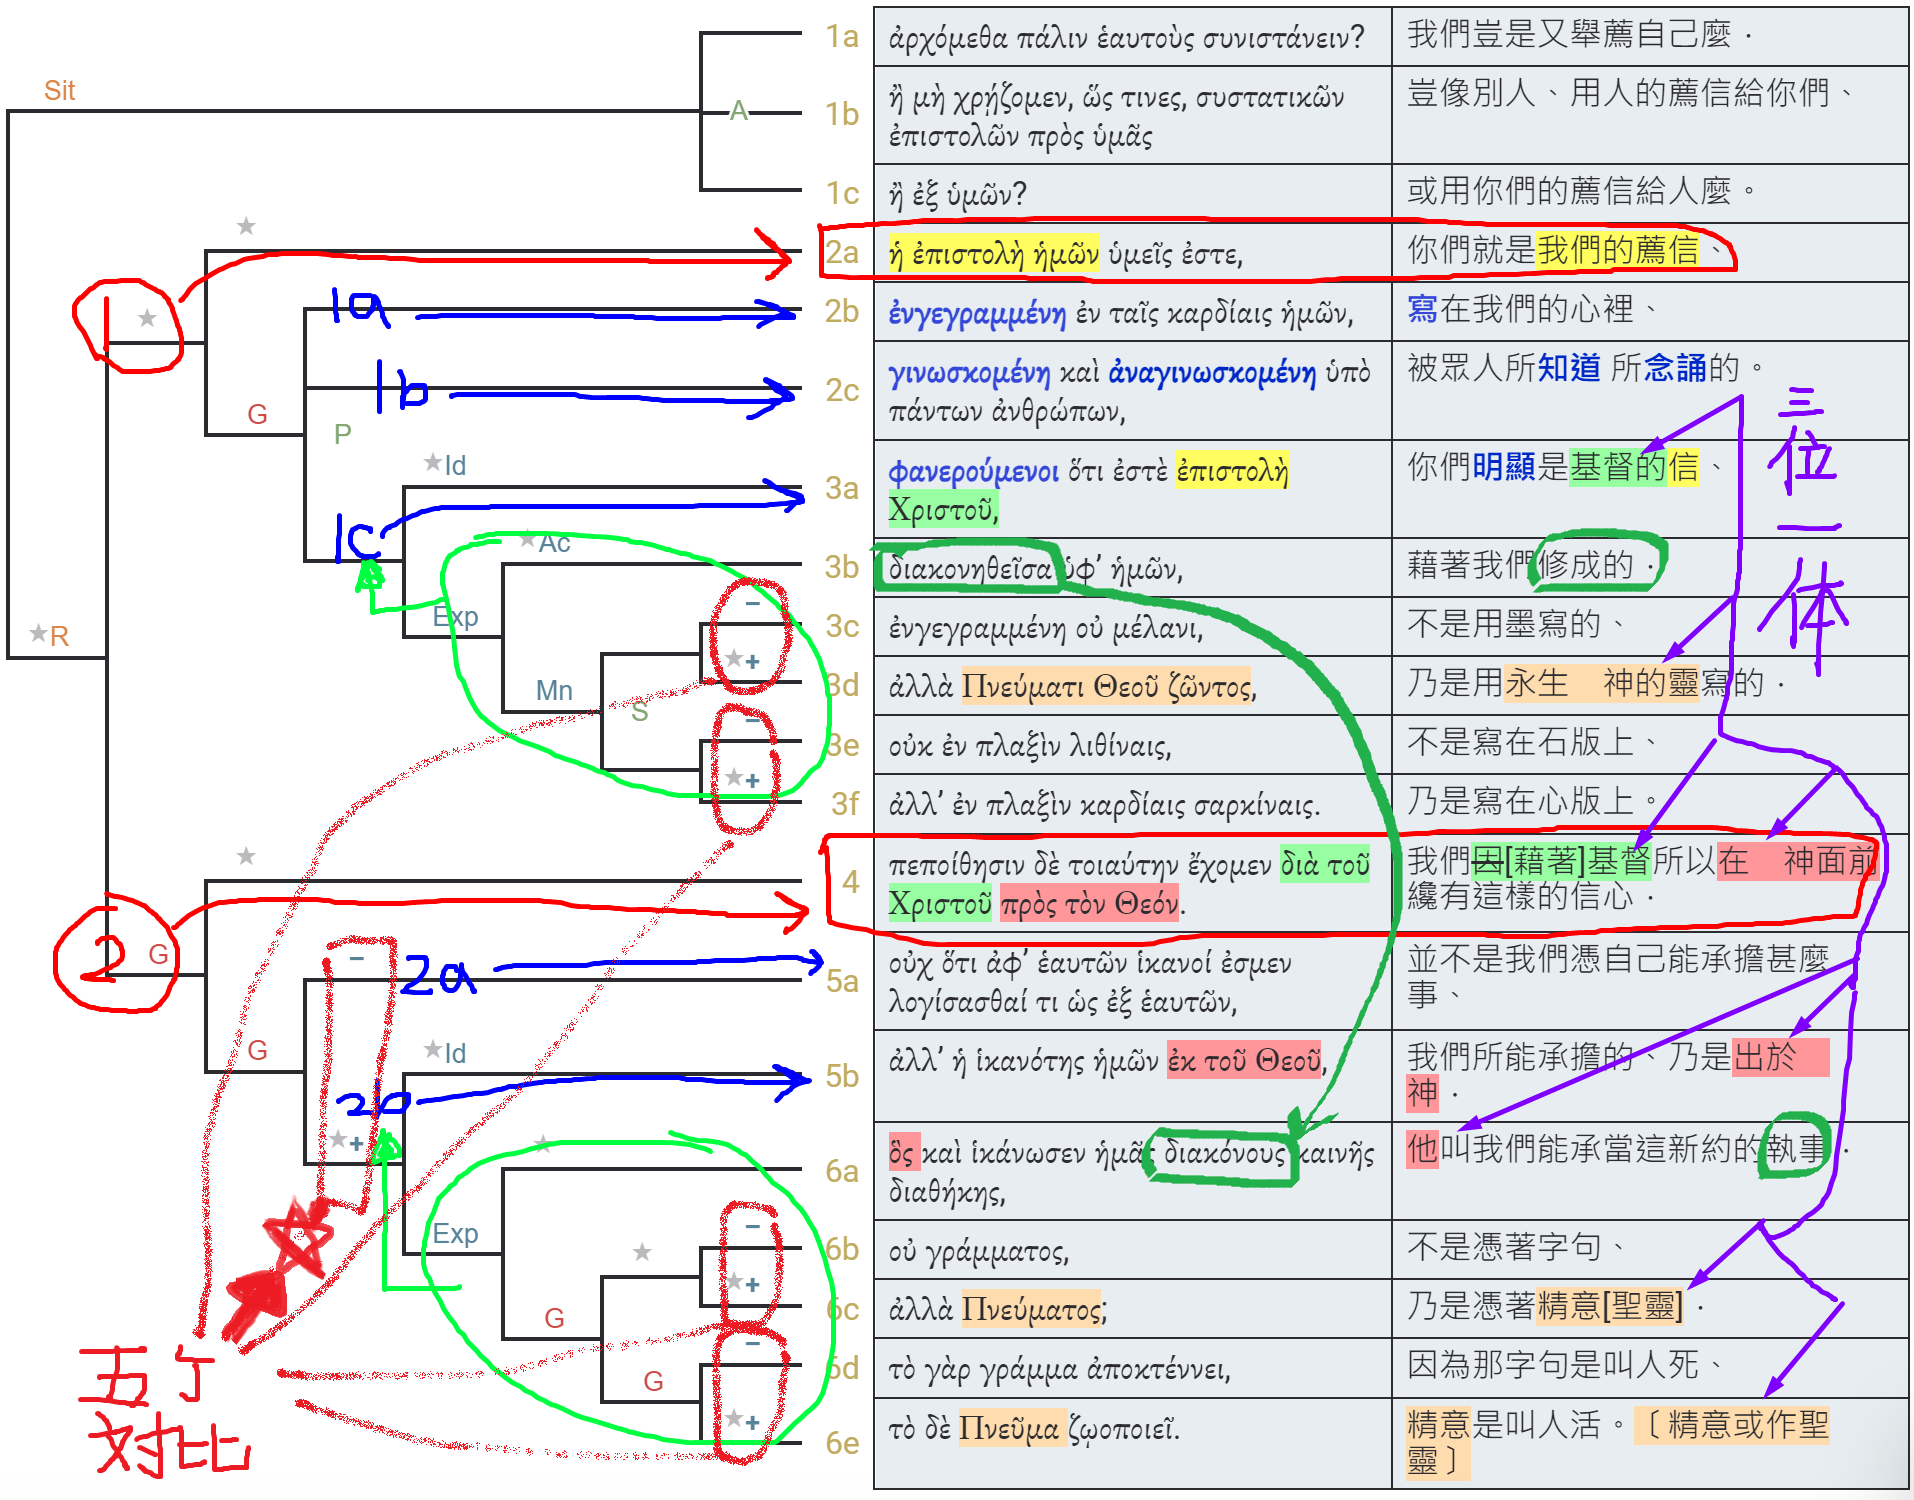 Sit
A
1a ἀρχόμεθα πάλιν ἑαυτοὺς συνιστάνειν? 我們豈是又舉薦自己麼．
1b ἢ μὴ χρῄζομεν, ὥς τινες, συστατικῶν
ἐπιστολῶν πρὸς ὑμᾶς
豈像別人、用人的薦信給你們、
1c ἢ ἐξ ὑμῶν? 或用你們的薦信給人麼。
★
2a ἡ ἐπιστολὴ ἡμῶν ὑμεῖς ἐστε, 你們就是我們的薦信、
1 ★
1a
2b ἐνγεγραμμένη ἐν ταῖς καρδίαις ἡμῶν, 寫在我們的心裡、
G
P
1b
2c γινωσκομένη καὶ ἀναγινωσκομένη ὑπὸ
πάντων ἀνθρώπων,
被眾人所知道 所念誦的。
三位一体
★Id
1c
3a φανερούμενοι ὅτι ἐστὲ ἐπιστολὴ
Χριστοῦ,
你們明顯是基督的信、
★Ac
3b διακονηθεῖσα ὑφ’ ἡμῶν, 藉著我們修成的．
Exp
−
3c ἐνγεγραμμένη οὐ μέλανι, 不是用墨寫的、
★R
★+
3d ἀλλὰ Πνεύματι Θεοῦ ζῶντος, 乃是用永生　神的靈寫的．
Mn
S
−
3e οὐκ ἐν πλαξὶν λιθίναις, 不是寫在石版上、
★+
3f ἀλλ’ ἐν πλαξὶν καρδίαις σαρκίναις. 乃是寫在心版上。
★
4 πεποίθησιν δὲ τοιαύτην ἔχομεν διὰ τοῦ
Χριστοῦ πρὸς τὸν Θεόν.
我們因[藉著]基督所以在　神面前
纔有這樣的信心．
2 G
−
2a
5a οὐχ ὅτι ἀφ’ ἑαυτῶν ἱκανοί ἐσμεν
λογίσασθαί τι ὡς ἐξ ἑαυτῶν,
並不是我們憑自己能承擔甚麼
事、
G
★Id
5b ἀλλ’ ἡ ἱκανότης ἡμῶν ἐκ τοῦ Θεοῦ, 我們所能承擔的、乃是出於
神．
★+
★
6a ὃς καὶ ἱκάνωσεν ἡμᾶς διακόνους καινῆς
διαθήκης,
他叫我們能承當這新約的執事．
Exp
★
−
6b οὐ γράμματος, 不是憑著字句、
★+
6c ἀλλὰ Πνεύματος; 乃是憑著精意[聖靈]．
G
−
6d τὸ γὰρ γράμμα ἀποκτέννει, 因為那字句是叫人死、
G
★+
6e τὸ δὲ Πνεῦμα ζωοποιεῖ. 精意是叫人活。〔精意或作聖
靈〕
对比